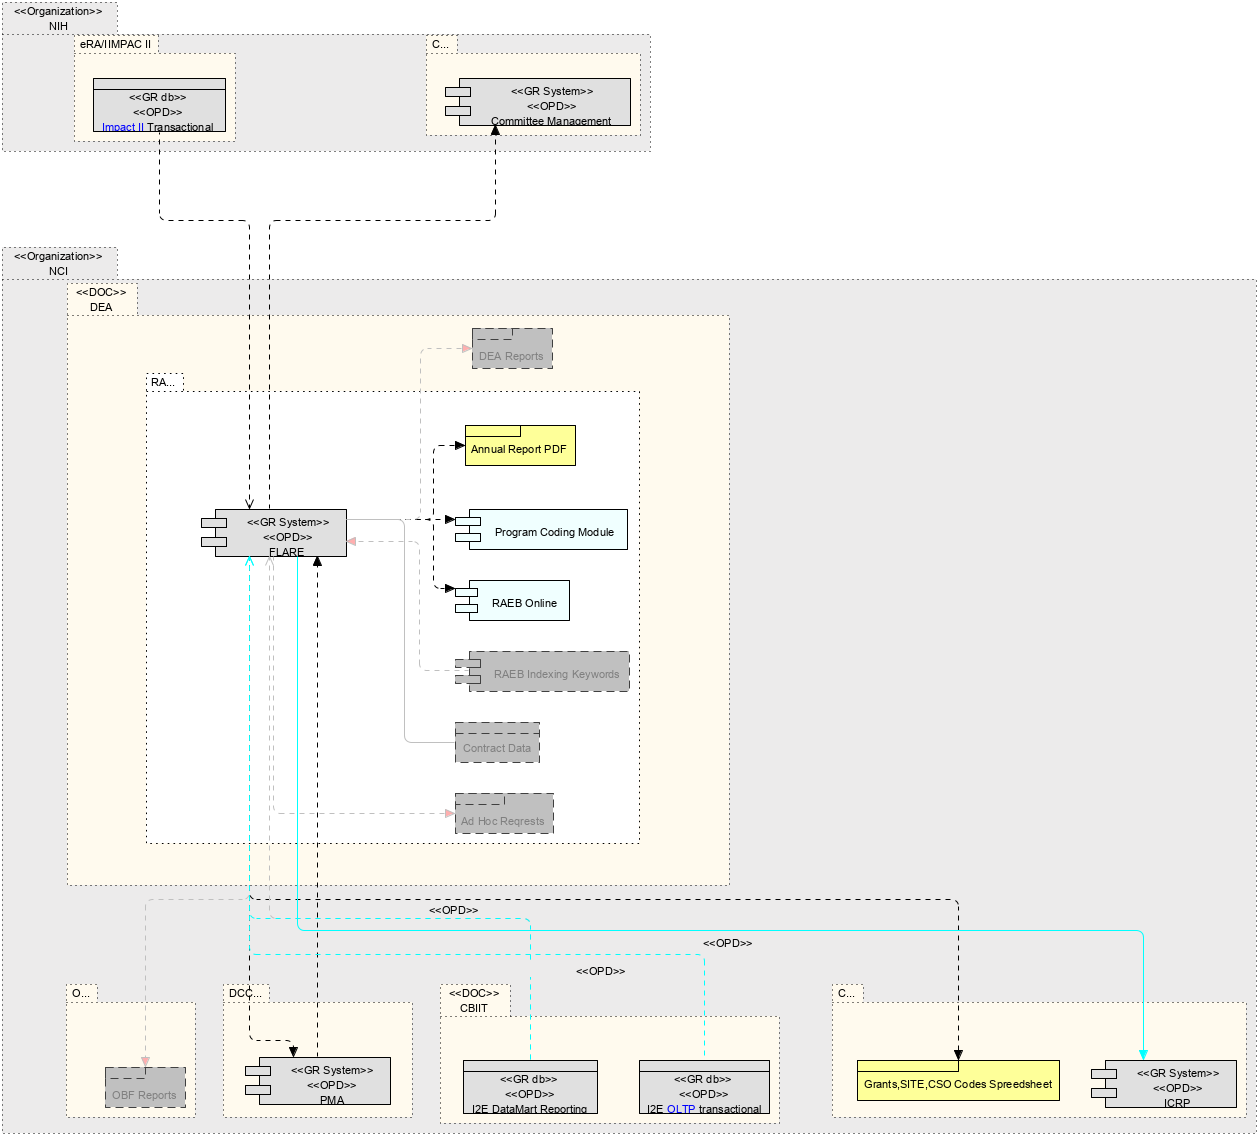 <<Organization>>
NIH
eRA/IIMPAC II
C...
<<GR db>>
<<OPD>>
Impact II Transactional
<<GR System>>
<<OPD>>
Committee Management
<<Organization>>
NCI
<<DOC>>
DEA
DEA Reports
RA...
Annual Report PDF
<<GR System>>
<<OPD>>
FLARE
Program Coding Module
RAEB Online
RAEB Indexing Keywords
Contract Data
Ad Hoc Reqrests
<<OPD>>
<<OPD>>
<<OPD>>
O...
DCC...
<<DOC>>
CBIIT
C...
OBF Reports
<<GR System>>
<<OPD>>
PMA
<<GR db>>
<<OPD>>
I2E DataMart Reporting
<<GR db>>
<<OPD>>
I2E OLTP transactional
Grants,SITE,CSO Codes Spreedsheet
<<GR System>>
<<OPD>>
ICRP